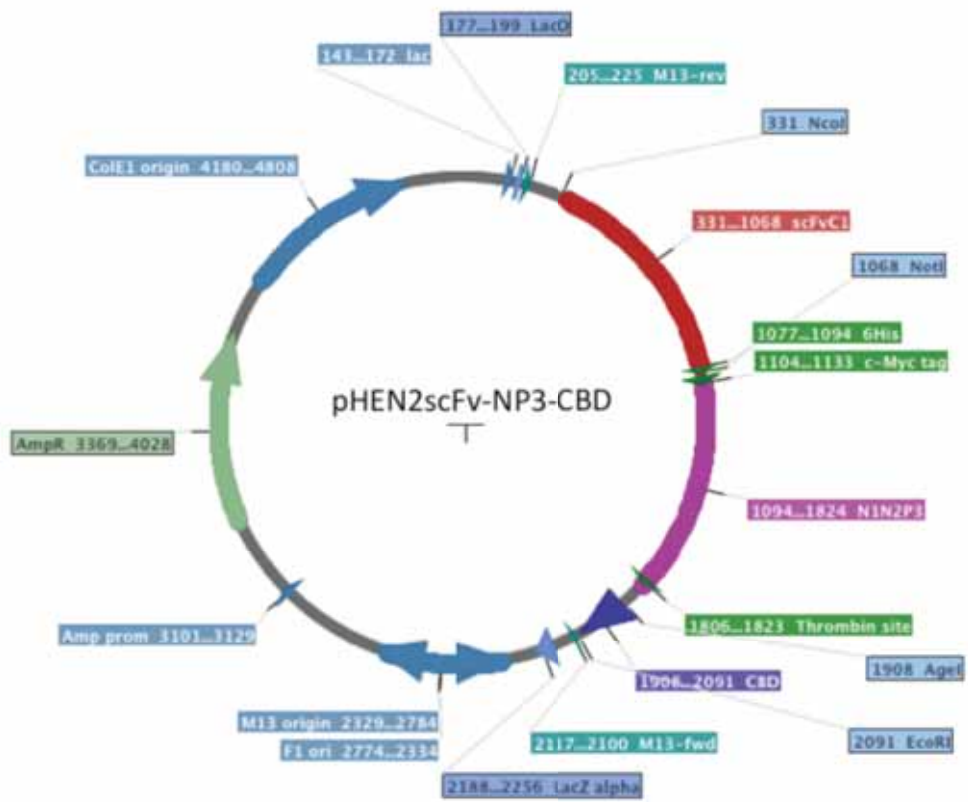 177...199 LacO
143...172 lac
205...225 M13-rev
331 NcoI
ColE1 origin 4180...4808
331...1068 scFvC1
1068 NotI
1077...1094 6His
1104...1133 c-Myc tag
pHEN2scFv-NP3-CBD
AmpR 3369...4028
1094...1824 N1N2P3
Amp prom 3101...3129
1806...1823 Thrombin site
1908 AgeI
1906...2091 CBD
M13 origin 2329...2784
2117...2100 M13-fwd
2091 EcoRI
F1 ori 2774...2334
2188...2256 LacZ alpha